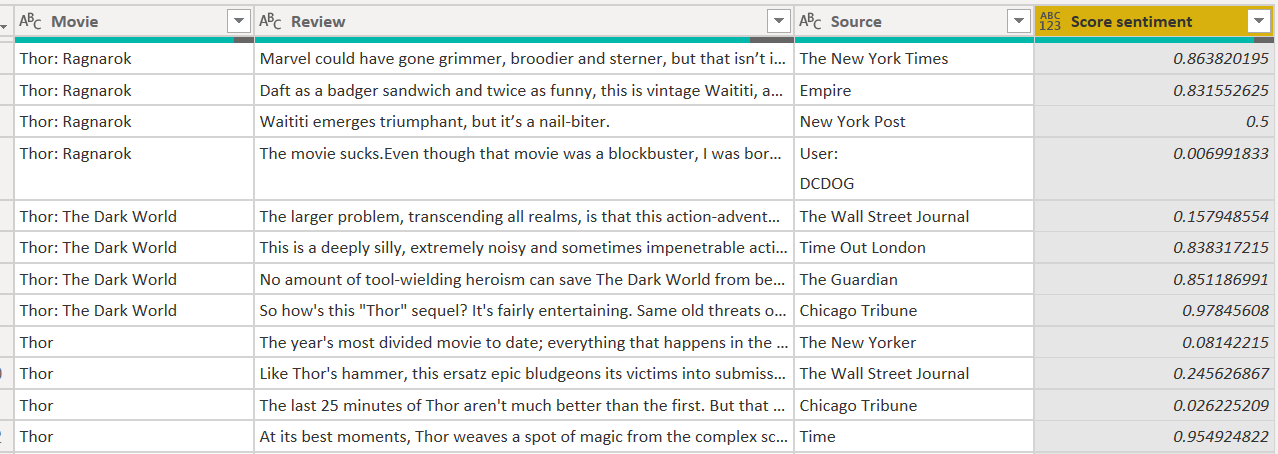 ABC Movie ABC Review ABC Source ABC 123 Score sentiment
Thor: Ragnarok Marvel could have gone grimmer, broodier and sterner, but that isn’t i... The New York Times 0.863820195
Thor: Ragnarok Daft as a badger sandwich and twice as funny, this is vintage Waititi, a... Empire 0.831552625
Thor: Ragnarok Waititi emerges triumphant, but it’s a nail-biter. New York Post 0.5
Thor: Ragnarok The movie sucks.Even though that movie was a blockbuster, I was bor... User: 0.006991833
DCDOG
Thor: The Dark World The larger problem, transcending all realms, is that this action-advent... The Wall Street Journal 0.157948554
Thor: The Dark World This is a deeply silly, extremely noisy and sometimes impenetrable acti... Time Out London 0.838317215
Thor: The Dark World No amount of tool-wielding heroism can save The Dark World from be... The Guardian 0.851186991
Thor: The Dark World So how's this "Thor" sequel? It's fairly entertaining. Same old threats o... Chicago Tribune 0.97845608
Thor The year's most divided movie to date; everything that happens in the ... The New Yorker 0.08142215
Thor Like Thor's hammer, this ersatz epic bludgeons its victims into submiss... The Wall Street Journal 0.245626867
Thor The last 25 minutes of Thor aren't much better than the first. But that ... Chicago Tribune 0.026225209
Thor At its best moments, Thor weaves a spot of magic from the complex sc... Time 0.954924822